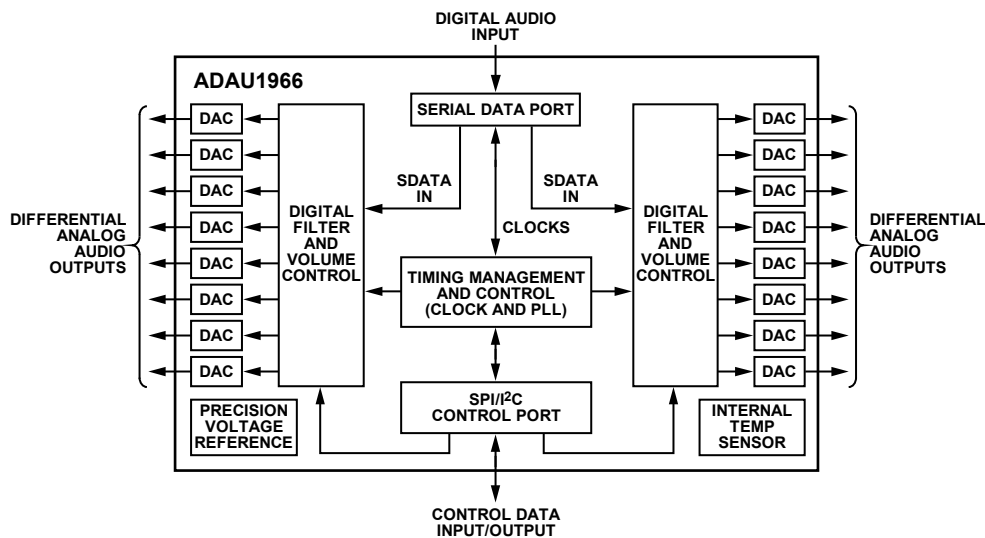 DIGITAL AUDIO
INPUT
ADAU1966
SERIAL DATA PORT
DAC
DAC
DAC
DAC
DAC
DAC
DAC
DAC
DIFFERENTIAL
ANALOG
AUDIO
OUTPUTS
DIGITAL
FILTER
AND
VOLUME
CONTROL
SDATA
IN
SDATA
IN
CLOCKS
TIMING MANAGEMENT
AND CONTROL
(CLOCK AND PLL)
DIGITAL
FILTER
AND
VOLUME
CONTROL
DAC
DAC
DAC
DAC
DAC
DAC
DAC
DAC
DIFFERENTIAL
ANALOG
AUDIO
OUTPUTS
PRECISION
VOLTAGE
REFERENCE
SPI/I²C
CONTROL PORT
INTERNAL
TEMP
SENSOR
CONTROL DATA
INPUT/OUTPUT